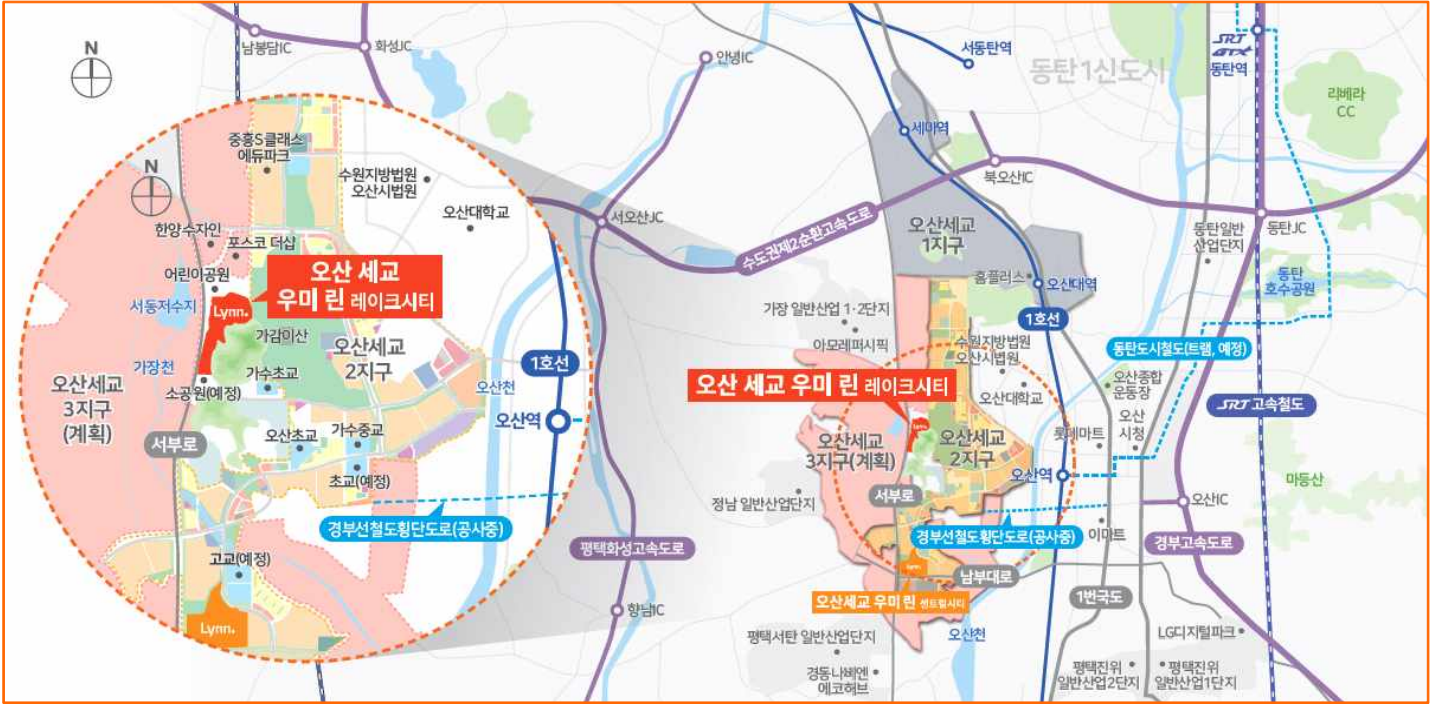 N
남봉담IC
화성JC
안녕IC
서동탄역
동탄1신도시
SRT
GTX
동탄역
리베라
CC
세마역
북오산IC
서오산JC
수도권제2순환고속도로
오산세교
1지구
동탄일반
산업단지
동탄JC
동탄
호수공원
홈플러스
오산대역
1호선
가장 일반산업 1·2단지
아모레퍼시픽
수원지방법원
오산시법원
오산대학교
동탄도시철도(트램, 예정)
오산종합
운동장
오산
시청
SRT 고속철도
오산 세교 우미 린 레이크시티
Lynn.
오산세교
3지구(계획)
오산세교
2지구
롯데마트
오산역
마등산
서부로
정남 일반산업단지
오산IC
경부선철도횡단도로(공사중)
이마트
경부고속도로
평택화성고속도로
Lynn.
남부대로
1번국도
오산세교 우미 린 센트럴시티
향남IC
오산천
평택서탄 일반산업단지
경동나비엔
에코허브
LG디지털파크
평택진위
일반산업2단지
평택진위
일반산업1단지
N
중흥S클래스
에듀파크
수원지방법원
오산시법원
오산대학교
한양수자인
포스코 더샵
어린이공원
오산 세교
우미 린 레이크시티
서동저수지
Lynn.
가감이산
오산세교
2지구
1호선
가장천
오산세교
3지구
(계획)
가수초교
소공원(예정)
오산천
오산역
서부로
오산초교
가수중교
초교(예정)
경부선철도횡단도로(공사중)
고교(예정)
Lynn.